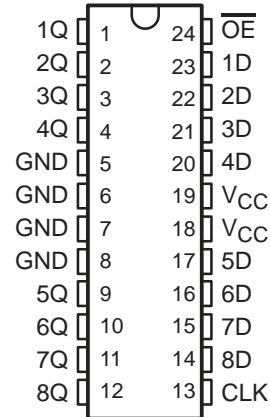 1Q 1 24 O̅E̅
2Q 2 23 1D
3Q 3 22 2D
4Q 4 21 3D
GND 5 20 4D
GND 6 19 VCC
GND 7 18 VCC
GND 8 17 5D
5Q 9 16 6D
6Q 10 15 7D
7Q 11 14 8D
8Q 12 13 CLK